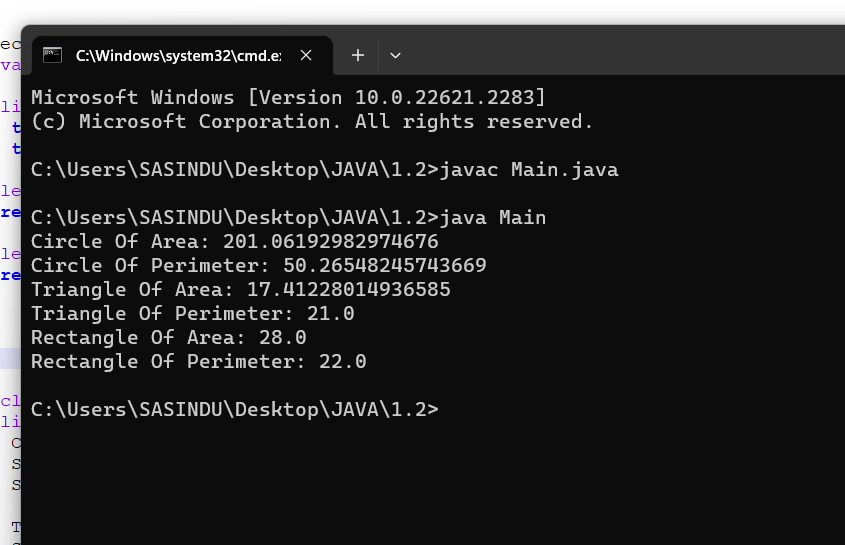 C:\Windows\system32\cmd.e:
Microsoft Windows [Version 10.0.22621.2283]
(c) Microsoft Corporation. All rights reserved.
C:\Users\SASINDU\Desktop\JAVA\1.2>javac Main.java
C:\Users\SASINDU\Desktop\JAVA\1.2>java Main
Circle Of Area: 201.06192982974676
Circle Of Perimeter: 50.26548245743669
Triangle Of Area: 17.41228014936585
Triangle Of Perimeter: 21.0
Rectangle Of Area: 28.0
Rectangle Of Perimeter: 22.0
C:\Users\SASINDU\Desktop\JAVA\1.2>